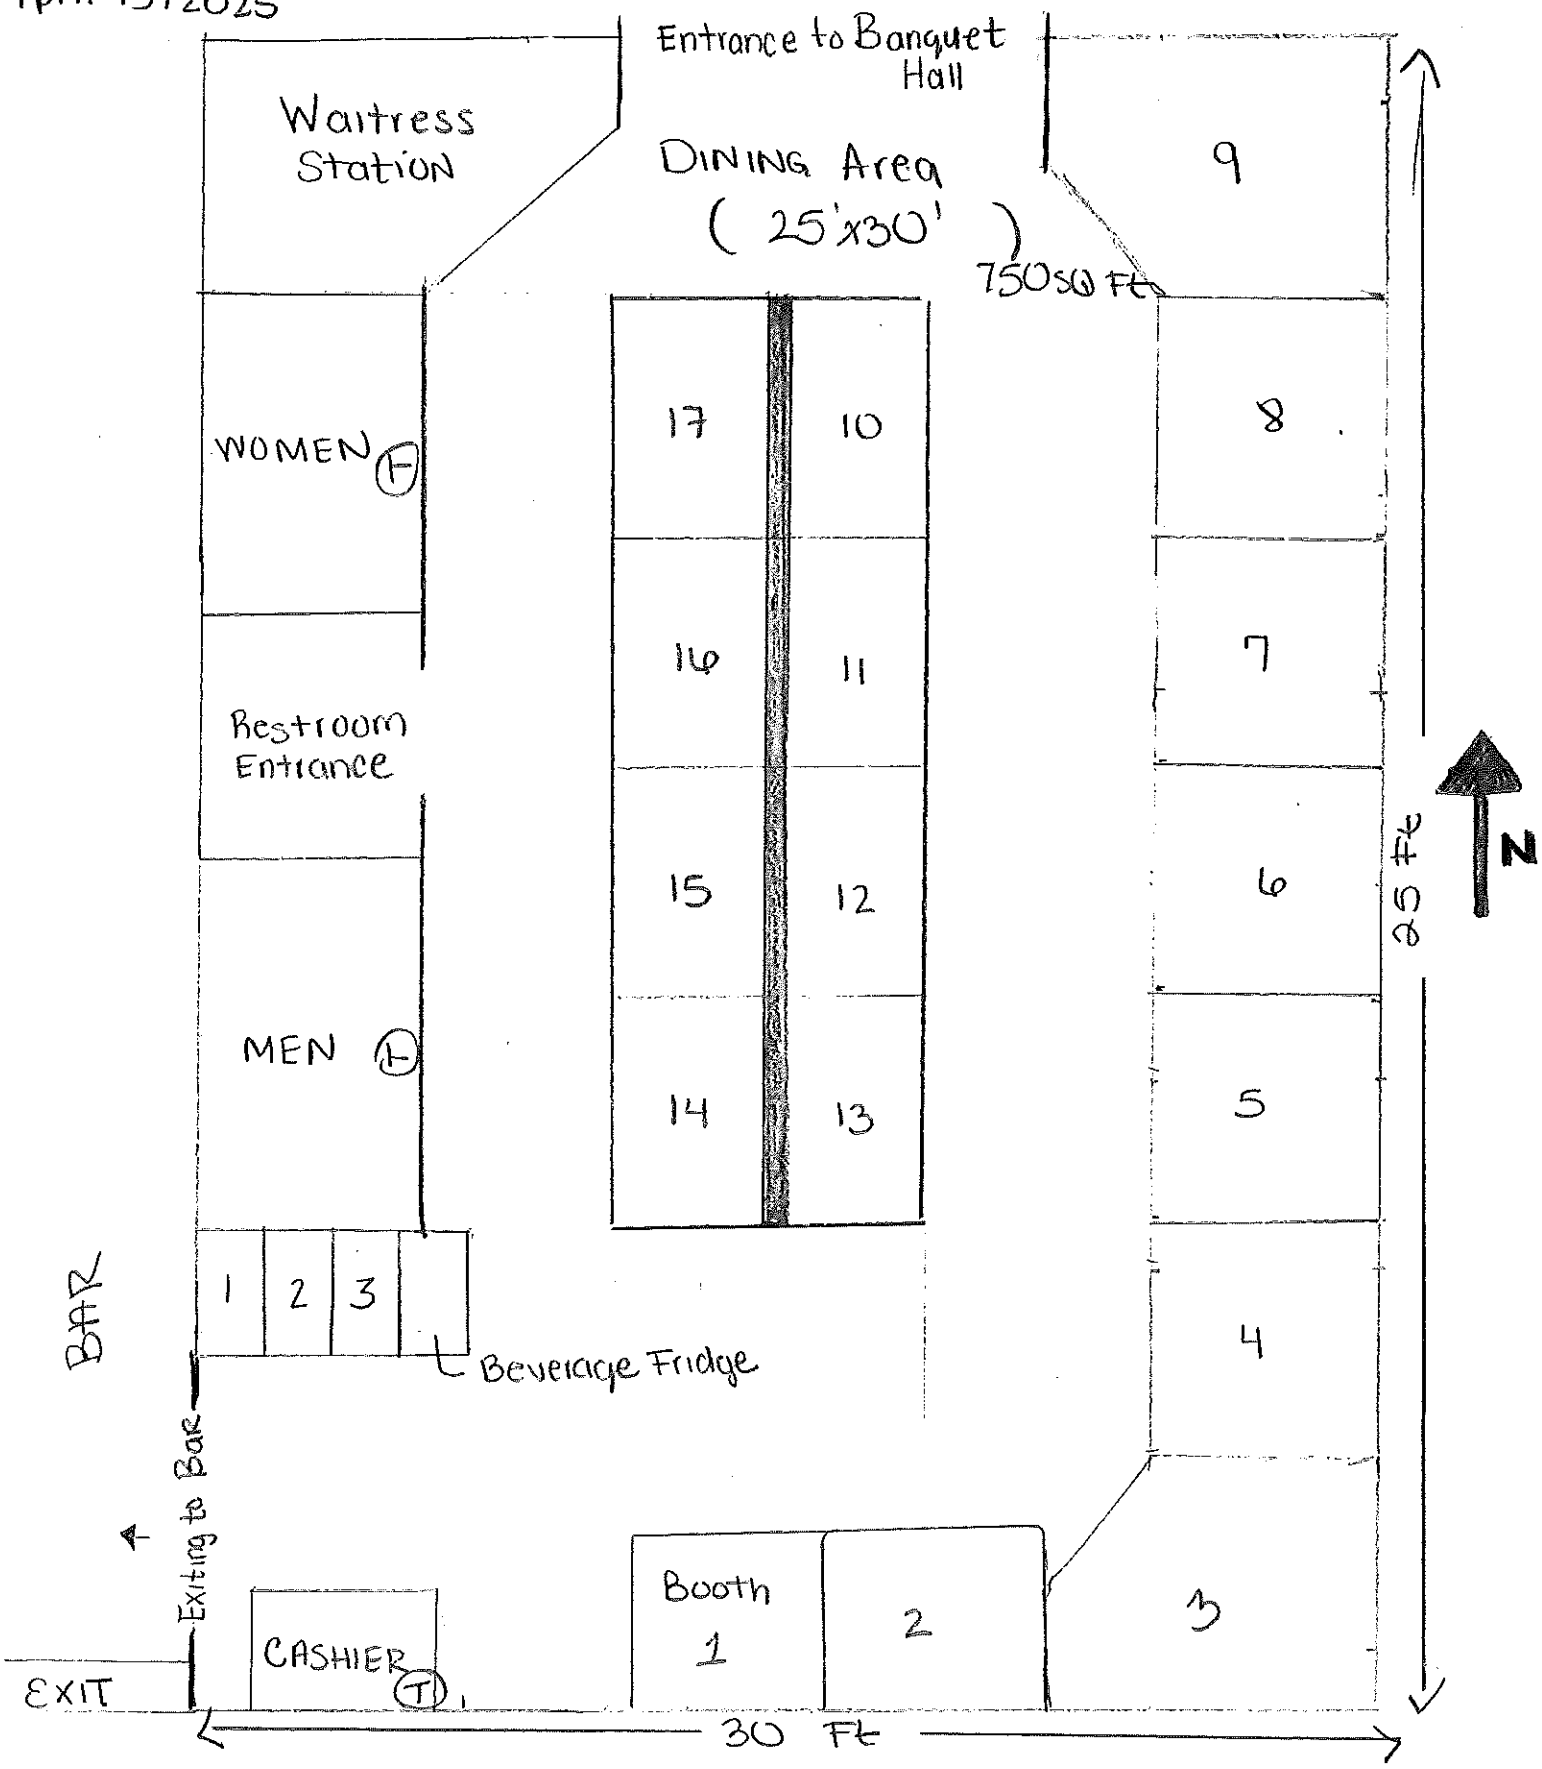 2025
Entrance to Banquet
Hall
Waitress
Station
DINING Area
( 25'x30' )
750 SQ Ft
9
WOMEN T
17
10
8
16
11
7
Restroom
Entrance
25 Ft
N
15
12
6
MEN T
14
13
5
BAR
1
2
3
Beverage Fridge
4
Exiting to Bar
Booth
1
2
3
CASHIER T
EXIT
30 Ft